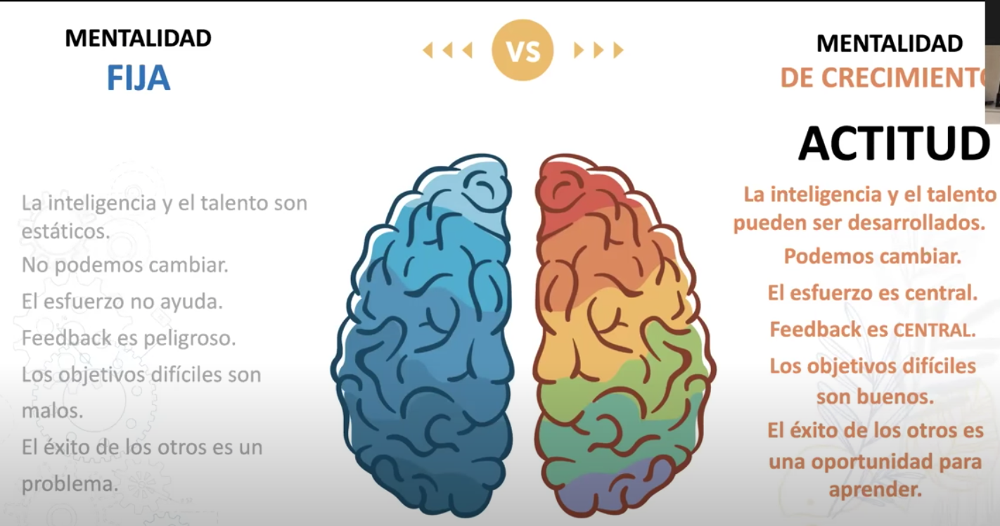 MENTALIDAD
FIJA
VS
MENTALIDAD
DE CRECIMIENTO
ACTITUD
La inteligencia y el talento son
estáticos.
No podemos cambiar.
El esfuerzo no ayuda.
Feedback es peligroso.
Los objetivos difíciles son
malos.
El éxito de los otros es un
problema.
La inteligencia y el talento
pueden ser desarrollados.
Podemos cambiar.
El esfuerzo es central.
Feedback es CENTRAL.
Los objetivos difíciles
son buenos.
El éxito de los otros es
una oportunidad para
aprender.